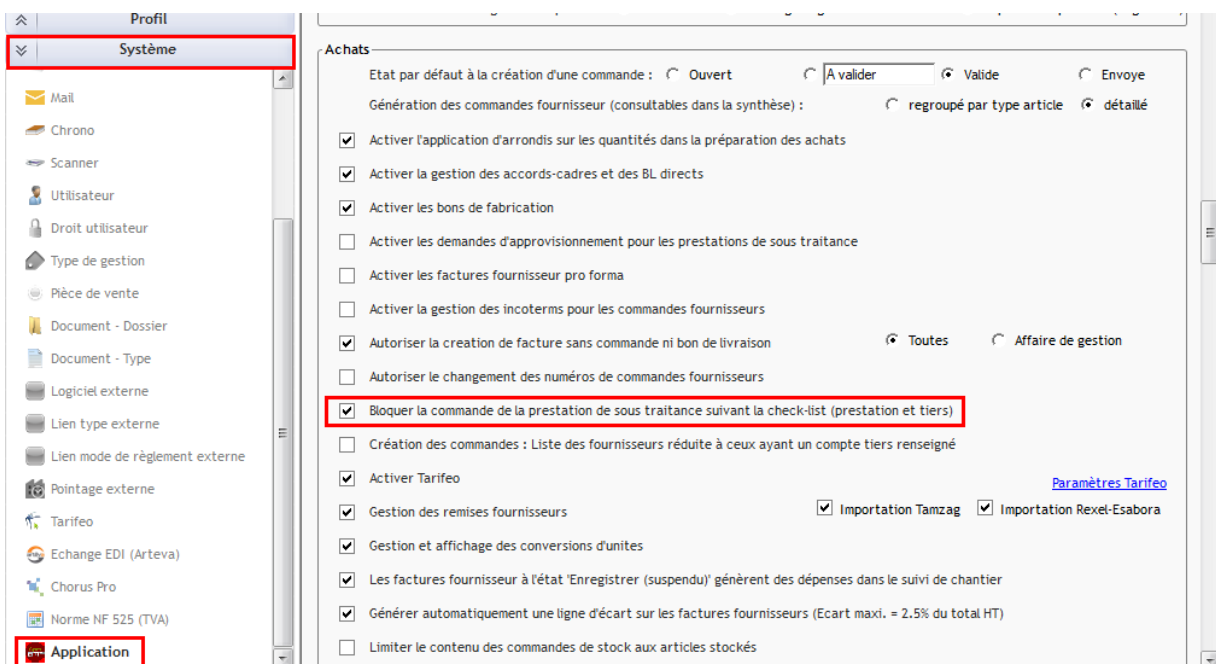 Profil
Système
Mail
Chrono
Scanner
Utilisateur
Droit utilisateur
Type de gestion
Pièce de vente
Document - Dossier
Document - Type
Logiciel externe
Lien type externe
Lien mode de règlement externe
Pointage externe
Tarifeo
Echange EDI (Arteva)
Chorus Pro
Norme NF 525 (TVA)
Application
Achats
Etat par défaut à la création d'une commande : Ouvert A valider Valide Envoye
Génération des commandes fournisseur (consultables dans la synthèse) : regroupé par type article détaillé
Activer l'application d'arrondis sur les quantités dans la préparation des achats
Activer la gestion des accords-cadres et des BL directs
Activer les bons de fabrication
Activer les demandes d'approvisionnement pour les prestations de sous traitance
Activer les factures fournisseur pro forma
Activer la gestion des incoterms pour les commandes fournisseurs
Autoriser la creation de facture sans commande ni bon de livraison Toutes Affaire de gestion
Autoriser le changement des numéros de commandes fournisseurs
Bloquer la commande de la prestation de sous traitance suivant la check-list (prestation et tiers)
Création des commandes : Liste des fournisseurs réduite à ceux ayant un compte tiers renseigné
Activer Tarifeo Paramètres Tarifeo
Gestion des remises fournisseurs Importation Tamzag Importation Rexel-Esabora
Gestion et affichage des conversions d'unites
Les factures fournisseur à l'état 'Enregistrer (suspendu)' génèrent des dépenses dans le suivi de chantier
Générer automatiquement une ligne d'écart sur les factures fournisseurs (Ecart maxi. = 2.5% du total HT)
Limiter le contenu des commandes de stock aux articles stockés